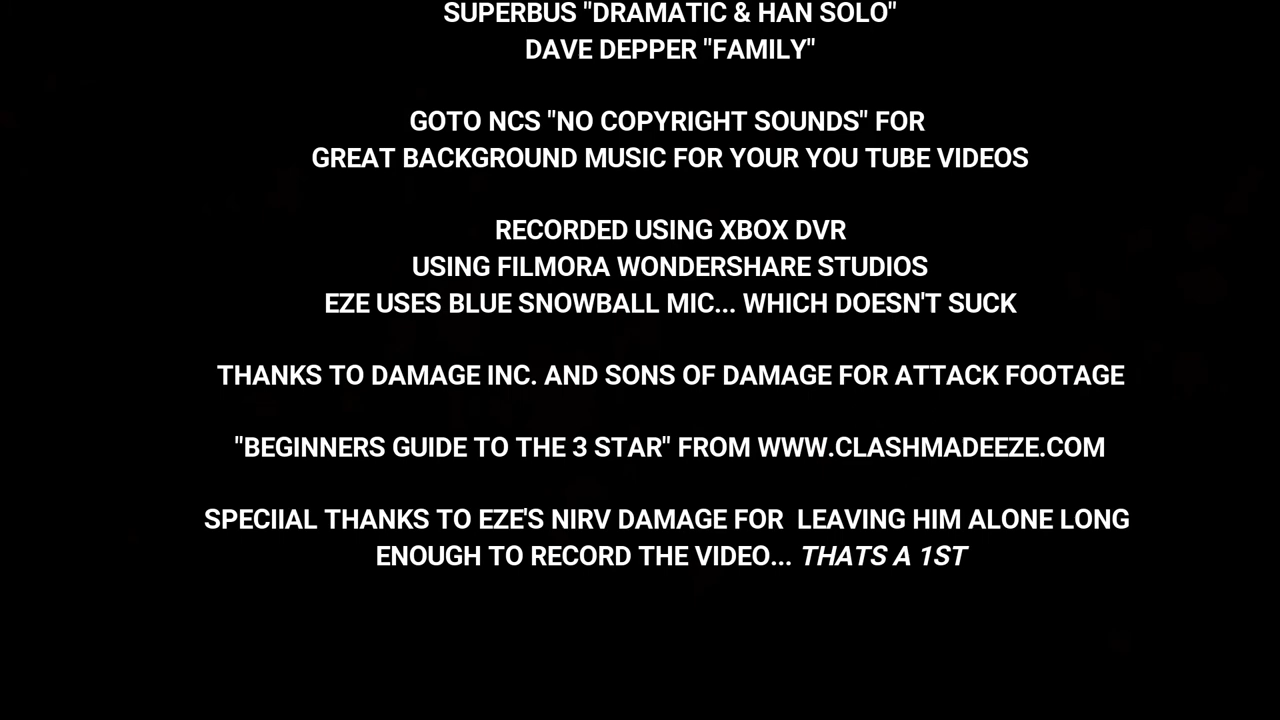 SUPERBUS "DRAMATIC & HAN SOLO"
DAVE DEPPER "FAMILY"
GOTO NCS "NO COPYRIGHT SOUNDS" FOR
GREAT BACKGROUND MUSIC FOR YOUR YOU TUBE VIDEOS
RECORDED USING XBOX DVR
USING FILMORA WONDERSHARE STUDIOS
EZE USES BLUE SNOWBALL MIC... WHICH DOESN'T SUCK
THANKS TO DAMAGE INC. AND SONS OF DAMAGE FOR ATTACK FOOTAGE
"BEGINNERS GUIDE TO THE 3 STAR" FROM WWW.CLASHMADEEZE.COM
SPECIIAL THANKS TO EZE'S NIRV DAMAGE FOR  LEAVING HIM ALONE LONG
ENOUGH TO RECORD THE VIDEO... THATS A 1ST